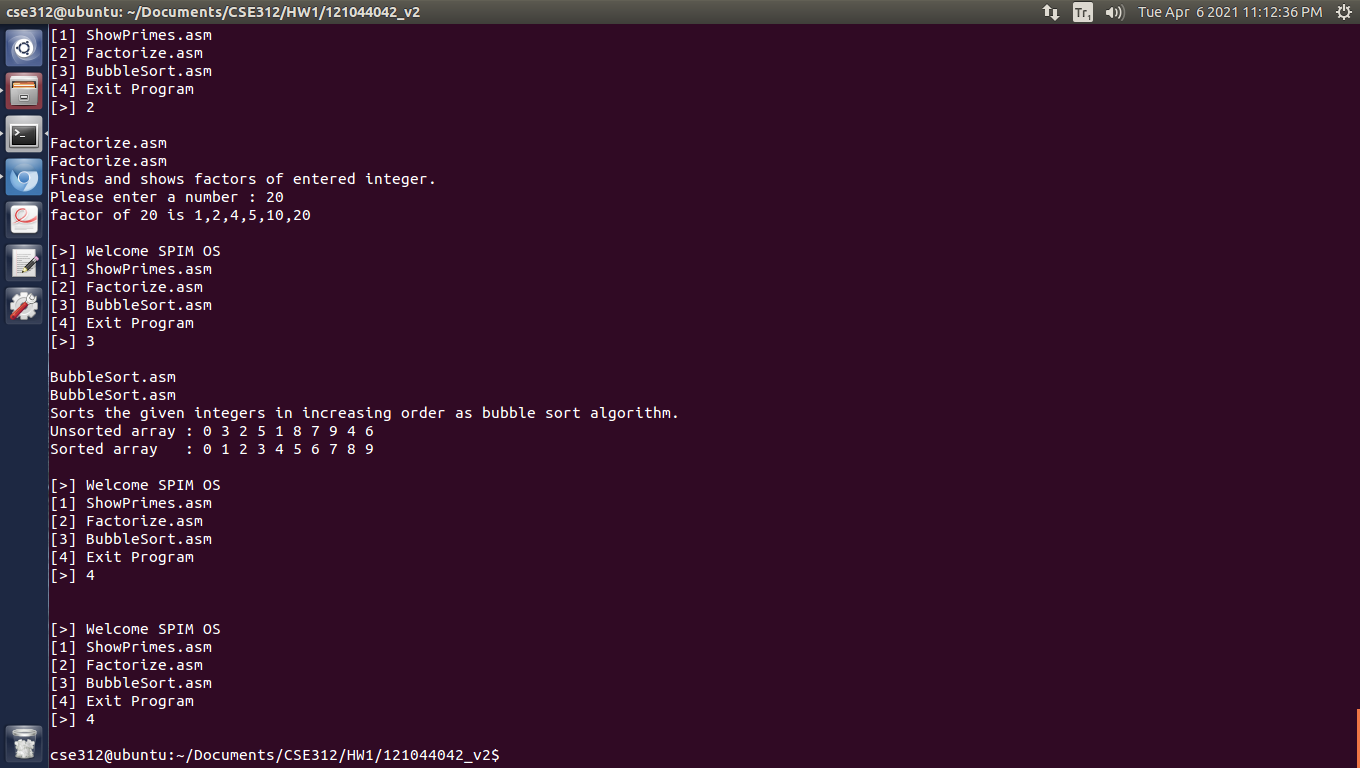 cse312@ubuntu: ~/Documents/CSE312/HW1/121044042_v2
Tr1 Tue Apr 6 2021 11:12:36 PM
[1] ShowPrimes.asm
[2] Factorize.asm
[3] BubbleSort.asm
[4] Exit Program
[>] 2
Factorize.asm
Factorize.asm
Finds and shows factors of entered integer.
Please enter a number : 20
factor of 20 is 1,2,4,5,10,20
[>] Welcome SPIM OS
[1] ShowPrimes.asm
[2] Factorize.asm
[3] BubbleSort.asm
[4] Exit Program
[>] 3
BubbleSort.asm
BubbleSort.asm
Sorts the given integers in increasing order as bubble sort algorithm.
Unsorted array : 0 3 2 5 1 8 7 9 4 6
Sorted array   : 0 1 2 3 4 5 6 7 8 9
[>] Welcome SPIM OS
[1] ShowPrimes.asm
[2] Factorize.asm
[3] BubbleSort.asm
[4] Exit Program
[>] 4
[>] Welcome SPIM OS
[1] ShowPrimes.asm
[2] Factorize.asm
[3] BubbleSort.asm
[4] Exit Program
[>] 4
cse312@ubuntu:~/Documents/CSE312/HW1/121044042_v2$